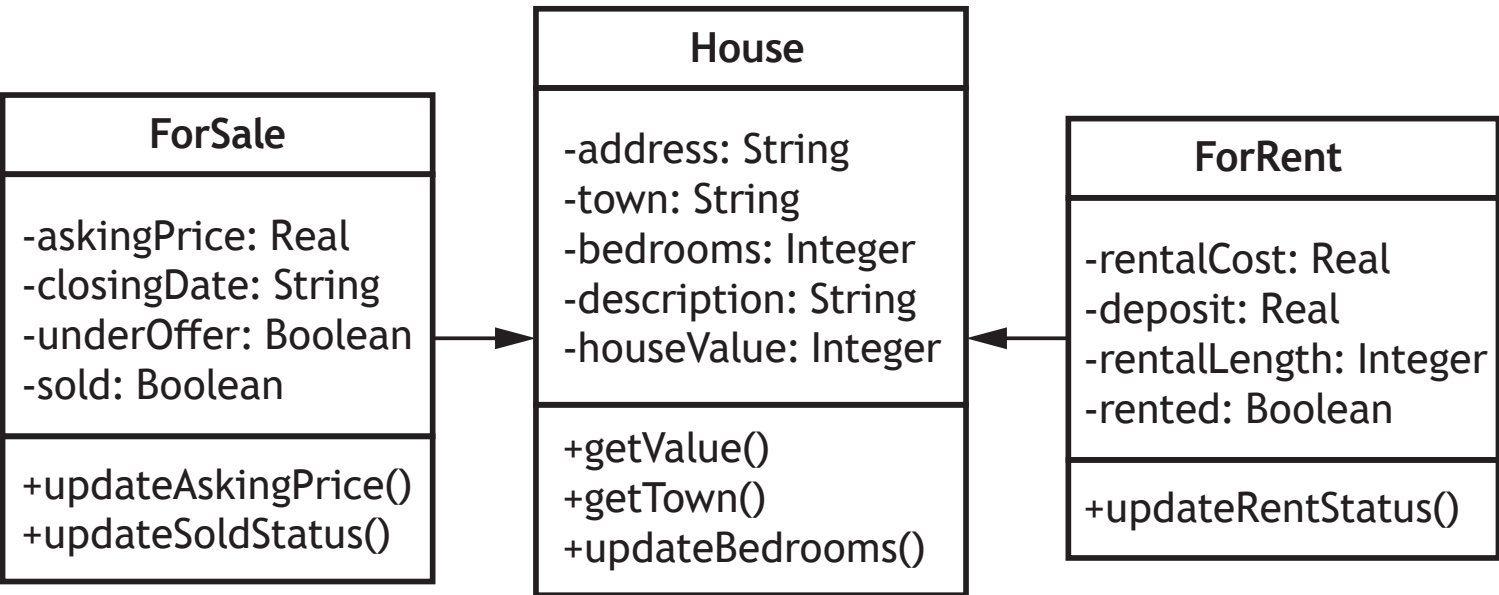 ForSale
-askingPrice: Real
-closingDate: String
-underOffer: Boolean
-sold: Boolean
+updateAskingPrice()
+updateSoldStatus()
House
-address: String
-town: String
-bedrooms: Integer
-description: String
-houseValue: Integer
+getValue()
+getTown()
+updateBedrooms()
ForRent
-rentalCost: Real
-deposit: Real
-rentalLength: Integer
-rented: Boolean
+updateRentStatus()